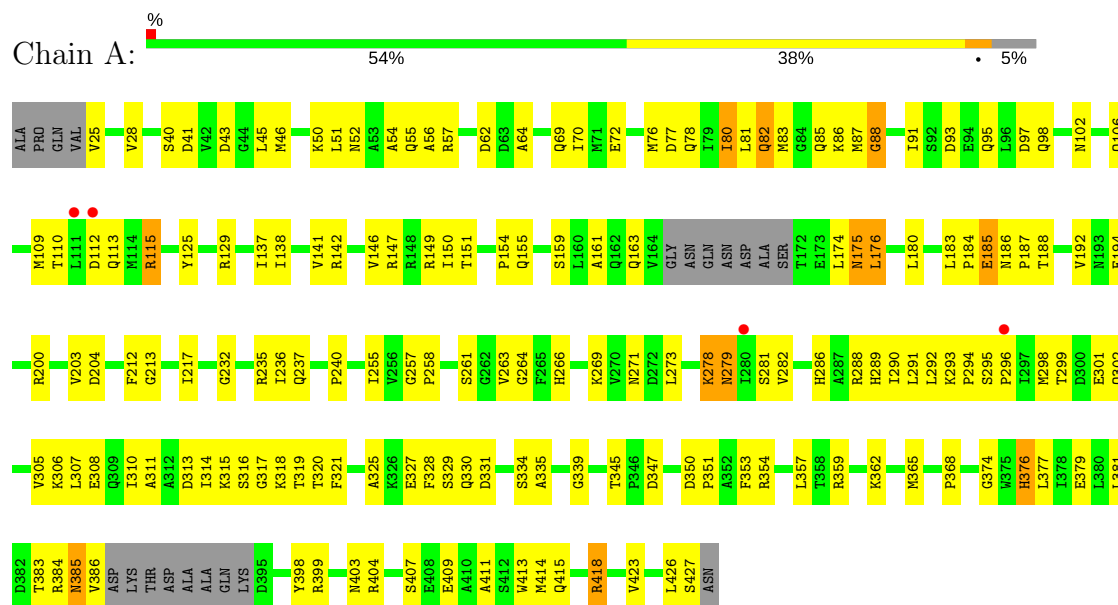 %
Chain A:
54% 38% • 5%
ALA PRO GLN VAL V25 V28 S40 D41 V42 D43 G44 L45 M46 K50 L51 N52 A53 A54 Q55 A56 R57 D62 D63 A64 Q69 I70 M71 E72 M76 D77 Q78 I79 I80 L81 Q82 M83 G84 Q85 K86 M87 G88 I91 S92 D93 E94 Q95 L96 D97 Q98 N102
M109 T110 L111 D112 Q113 M114 R115 Y125 R129 I137 I138 V141 R142 V146 R147 R148 R149 I150 T151 P154 Q155 S159 L160 A161 Q162 Q163 V164 GLY ASN GLN ASN ASP ALA SER T172 E173 L174 N175 L176 L180 L183 P184 E185 N186 P187 T188 V192 N193
R200 V203 D204 F212 G213 I217 G232 R235 I236 Q237 P240 I255 V256 G257 P258 S261 G262 V263 G264 F265 H266 K269 V270 N271 D272 L273 K278 N279 I280 S281 V282 H286 A287 R288 H289 I290 L291 L292 K293 P294 S295 P296 I297 M298 T299 D300 E301
V305 K306 L307 E308 Q309 I310 A311 A312 D313 I314 K315 S316 G317 K318 T319 T320 F321 A325 K326 E327 F328 S329 Q330 D331 S334 A335 G339 T345 P346 D347 D350 P351 A352 F353 R354 L357 T358 R359 K362 M365 P368 G374 W375 H376 L377 I378 E379 L380 L381
D382 T383 R384 N385 V386 ASP LYS THR ASP ALA ALA GLN LYS D395 Y398 R399 N403 R404 S407 E408 E409 A410 A411 S412 W413 M414 Q415 R418 V423 L426 S427 ASN